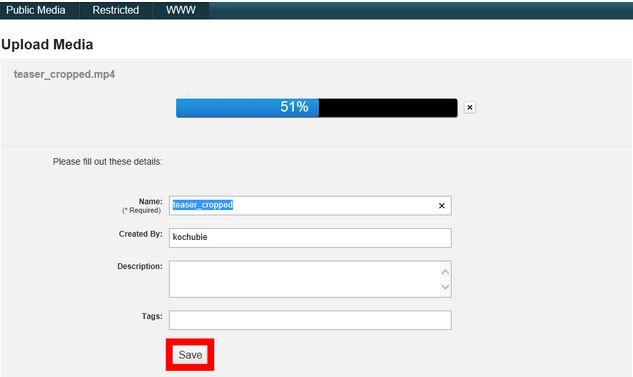 Public Media Restricted WWW
Upload Media
teaser_cropped.mp4
51%
Please fill out these details:
Name: teaser_cropped
(* Required)
Created By: kochubie
Description:
Tags:
Save